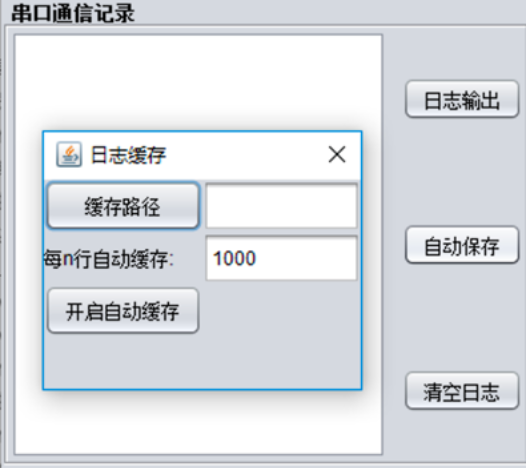 串口通信记录
日志输出
日志缓存
缓存路径
每n行自动缓存:
1000
自动保存
开启自动缓存
清空日志